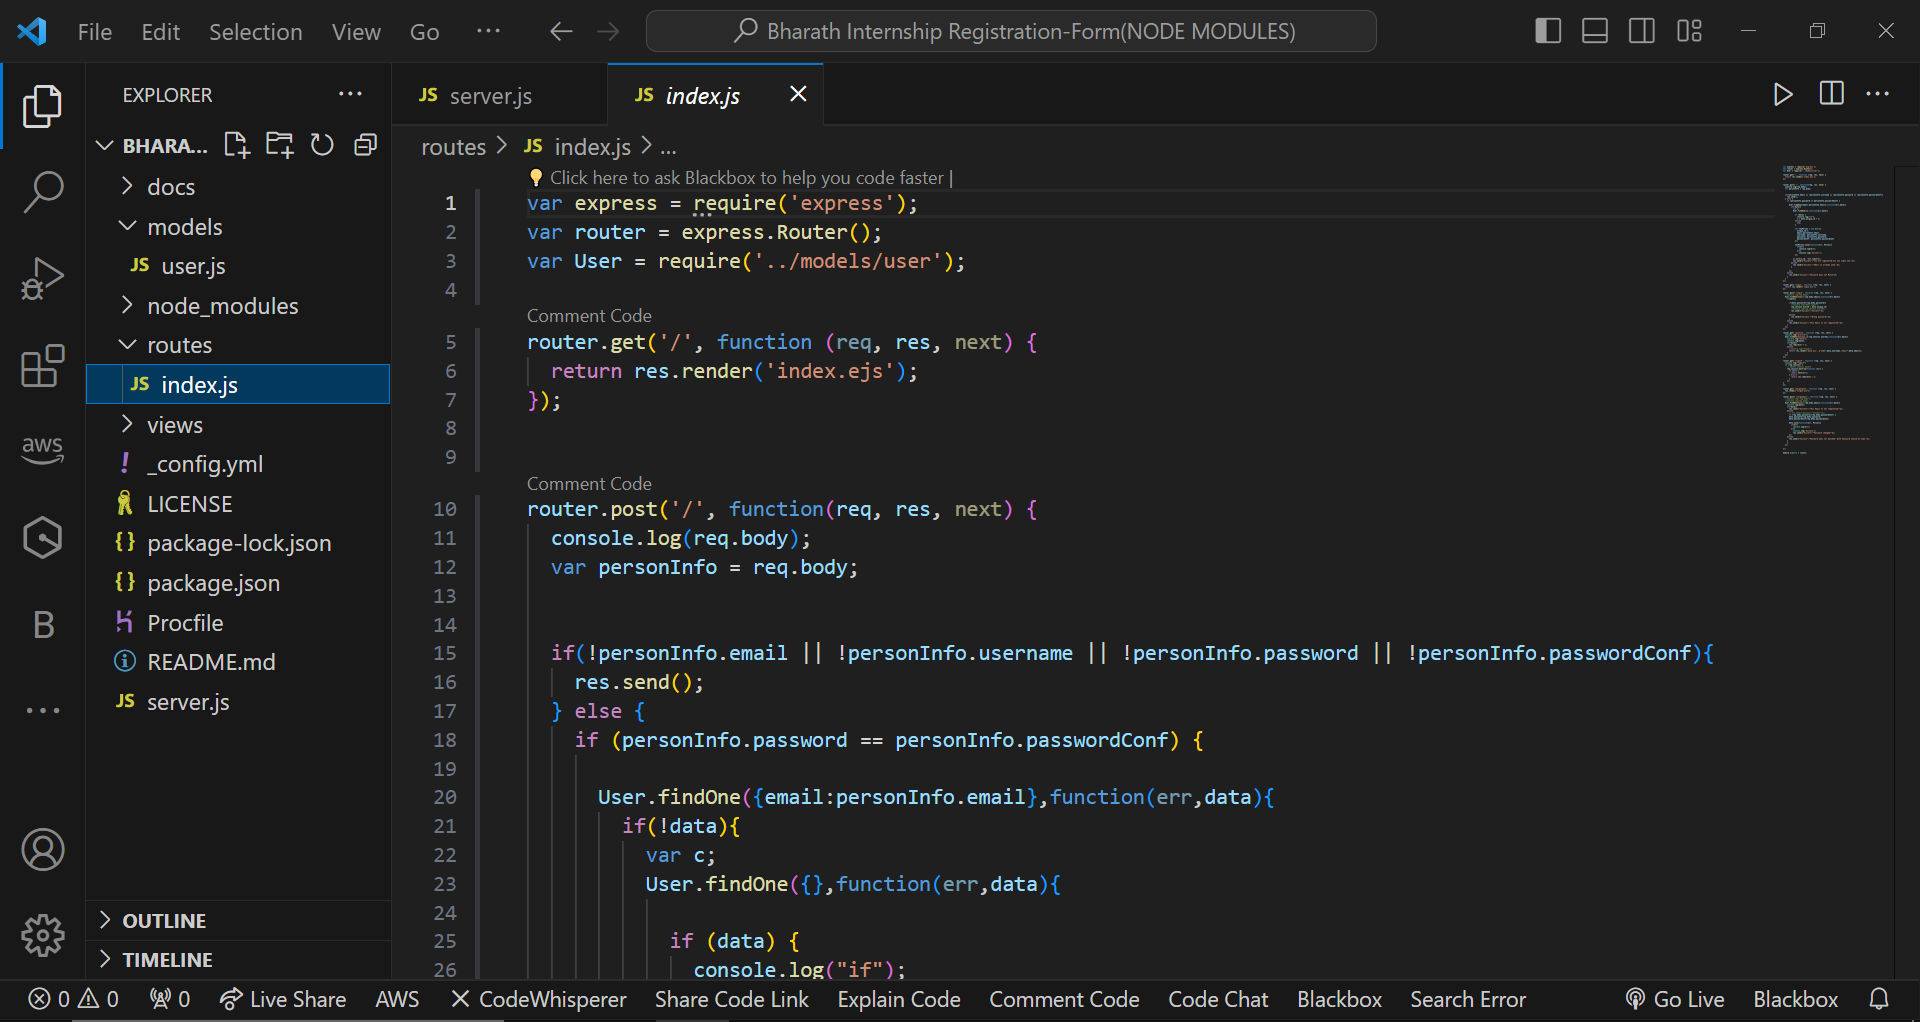 File Edit Selection View Go ...
Bharath Internship Registration-Form(NODE MODULES)
EXPLORER ...
BHARA...
docs
models
JS user.js
node_modules
routes
JS index.js
views
! _config.yml
LICENSE
{} package-lock.json
{} package.json
Procfile
README.md
JS server.js
OUTLINE
TIMELINE
aws
B
JS server.js
JS index.js
routes > JS index.js > ...
Click here to ask Blackbox to help you code faster |
1 var express = require('express');
2 var router = express.Router();
3 var User = require('../models/user');
4
Comment Code
5 router.get('/', function (req, res, next) {
6 return res.render('index.ejs');
7 });
8
9
Comment Code
10 router.post('/', function(req, res, next) {
11 console.log(req.body);
12 var personInfo = req.body;
13
14
15 if(!personInfo.email || !personInfo.username || !personInfo.password || !personInfo.passwordConf){
16 res.send();
17 } else {
18 if (personInfo.password == personInfo.passwordConf) {
19
20 User.findOne({email:personInfo.email},function(err,data){
21 if(!data){
22 var c;
23 User.findOne({},function(err,data){
24
25 if (data) {
26 console.log("if");
0 0 0 Live Share AWS CodeWhisperer Share Code Link Explain Code Comment Code Code Chat Blackbox Search Error Go Live Blackbox